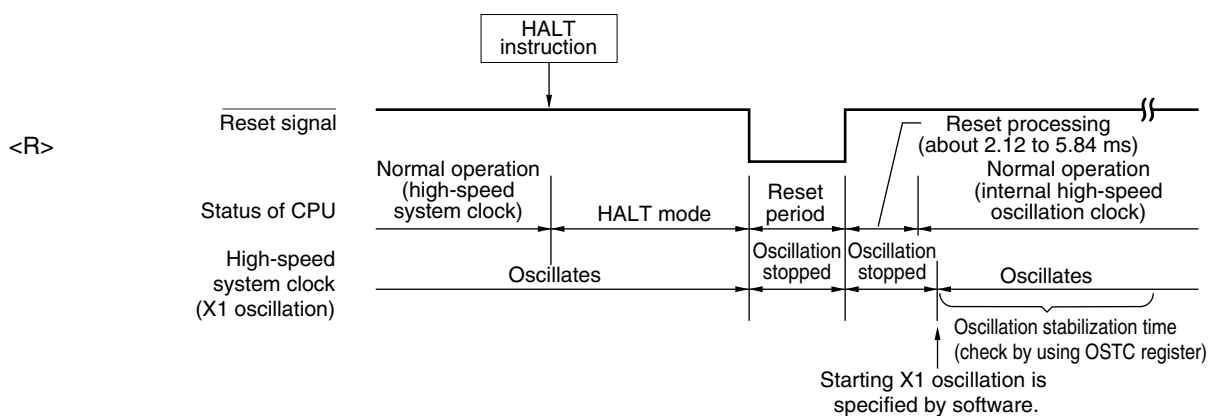 HALT
instruction
Reset signal
<R>
Reset processing
(about 2.12 to 5.84 ms)
Status of CPU
Normal operation
(high-speed
system clock)
HALT mode
Reset
period
Normal operation
(internal high-speed
oscillation clock)
High-speed
system clock
(X1 oscillation)
Oscillates
Oscillation
stopped
Oscillation
stopped
Oscillates
Oscillation stabilization time
(check by using OSTC register)
Starting X1 oscillation is
specified by software.